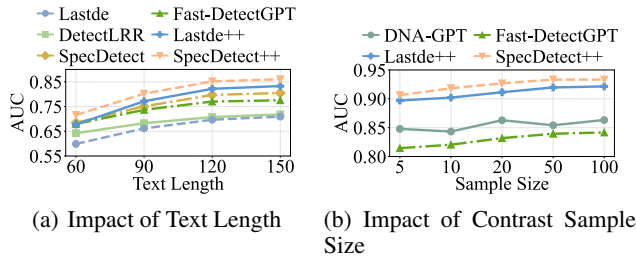 Lastde
Fast-DetectGPT
DetectLRR
Lastde++
SpecDetect
SpecDetect++
AUC
0.85
0.75
0.65
0.55
60 90 120 150
Text Length
(a) Impact of Text Length
DNA-GPT
Fast-DetectGPT
Lastde++
SpecDetect++
AUC
0.95
0.90
0.85
0.80
5 10 20 50 100
Sample Size
(b) Impact of Contrast Sample
Size